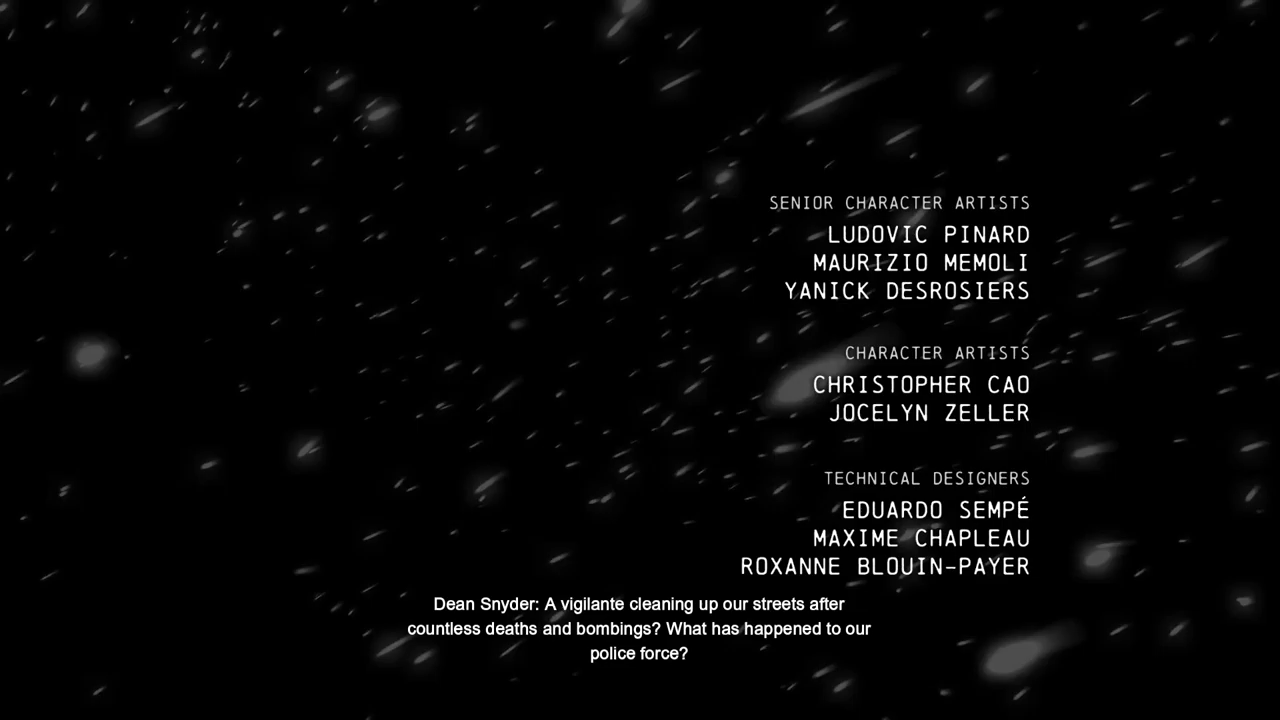 SENIOR CHARACTER ARTISTS
LUDOVIC PINARD
MAURIZIO MEMOLI
YANICK DESROSIERS
CHARACTER ARTISTS
CHRISTOPHER CAO
JOCELYN ZELLER
TECHNICAL DESIGNERS
EDUARDO SEMPÉ
MAXIME CHAPLEAU
ROXANNE BLOUIN-PAYER
Dean Snyder: A vigilante cleaning up our streets after
countless deaths and bombings? What has happened to our
police force?